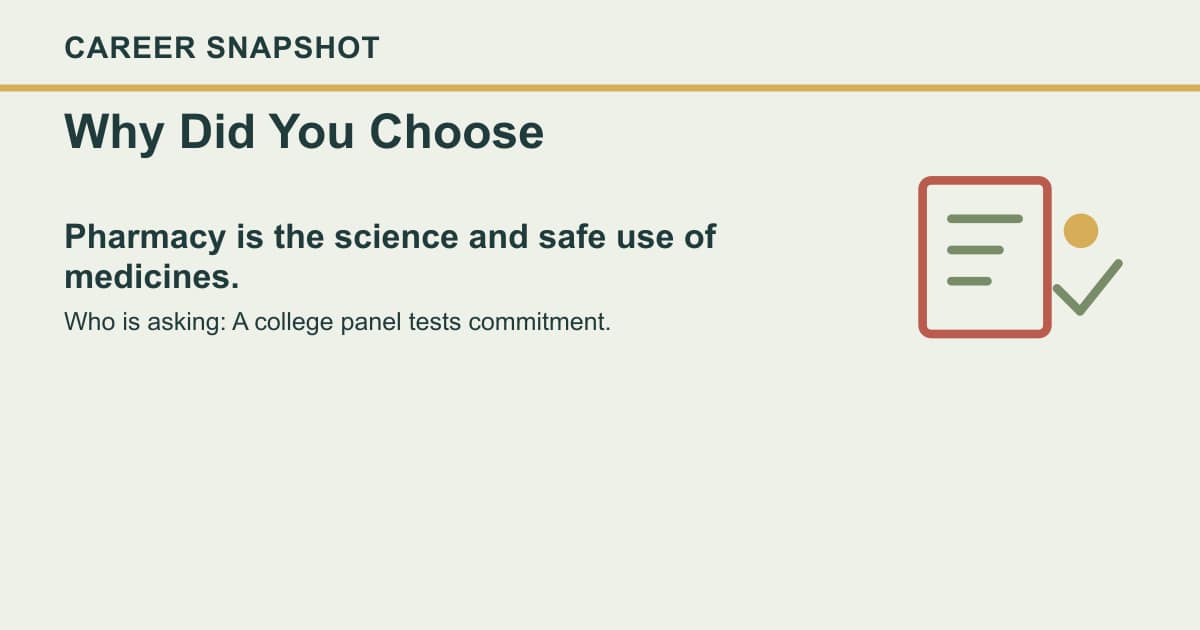 CAREER SNAPSHOT
Why Did You Choose
Pharmacy is the science and safe use of
medicines.
Who is asking: A college panel tests commitment.